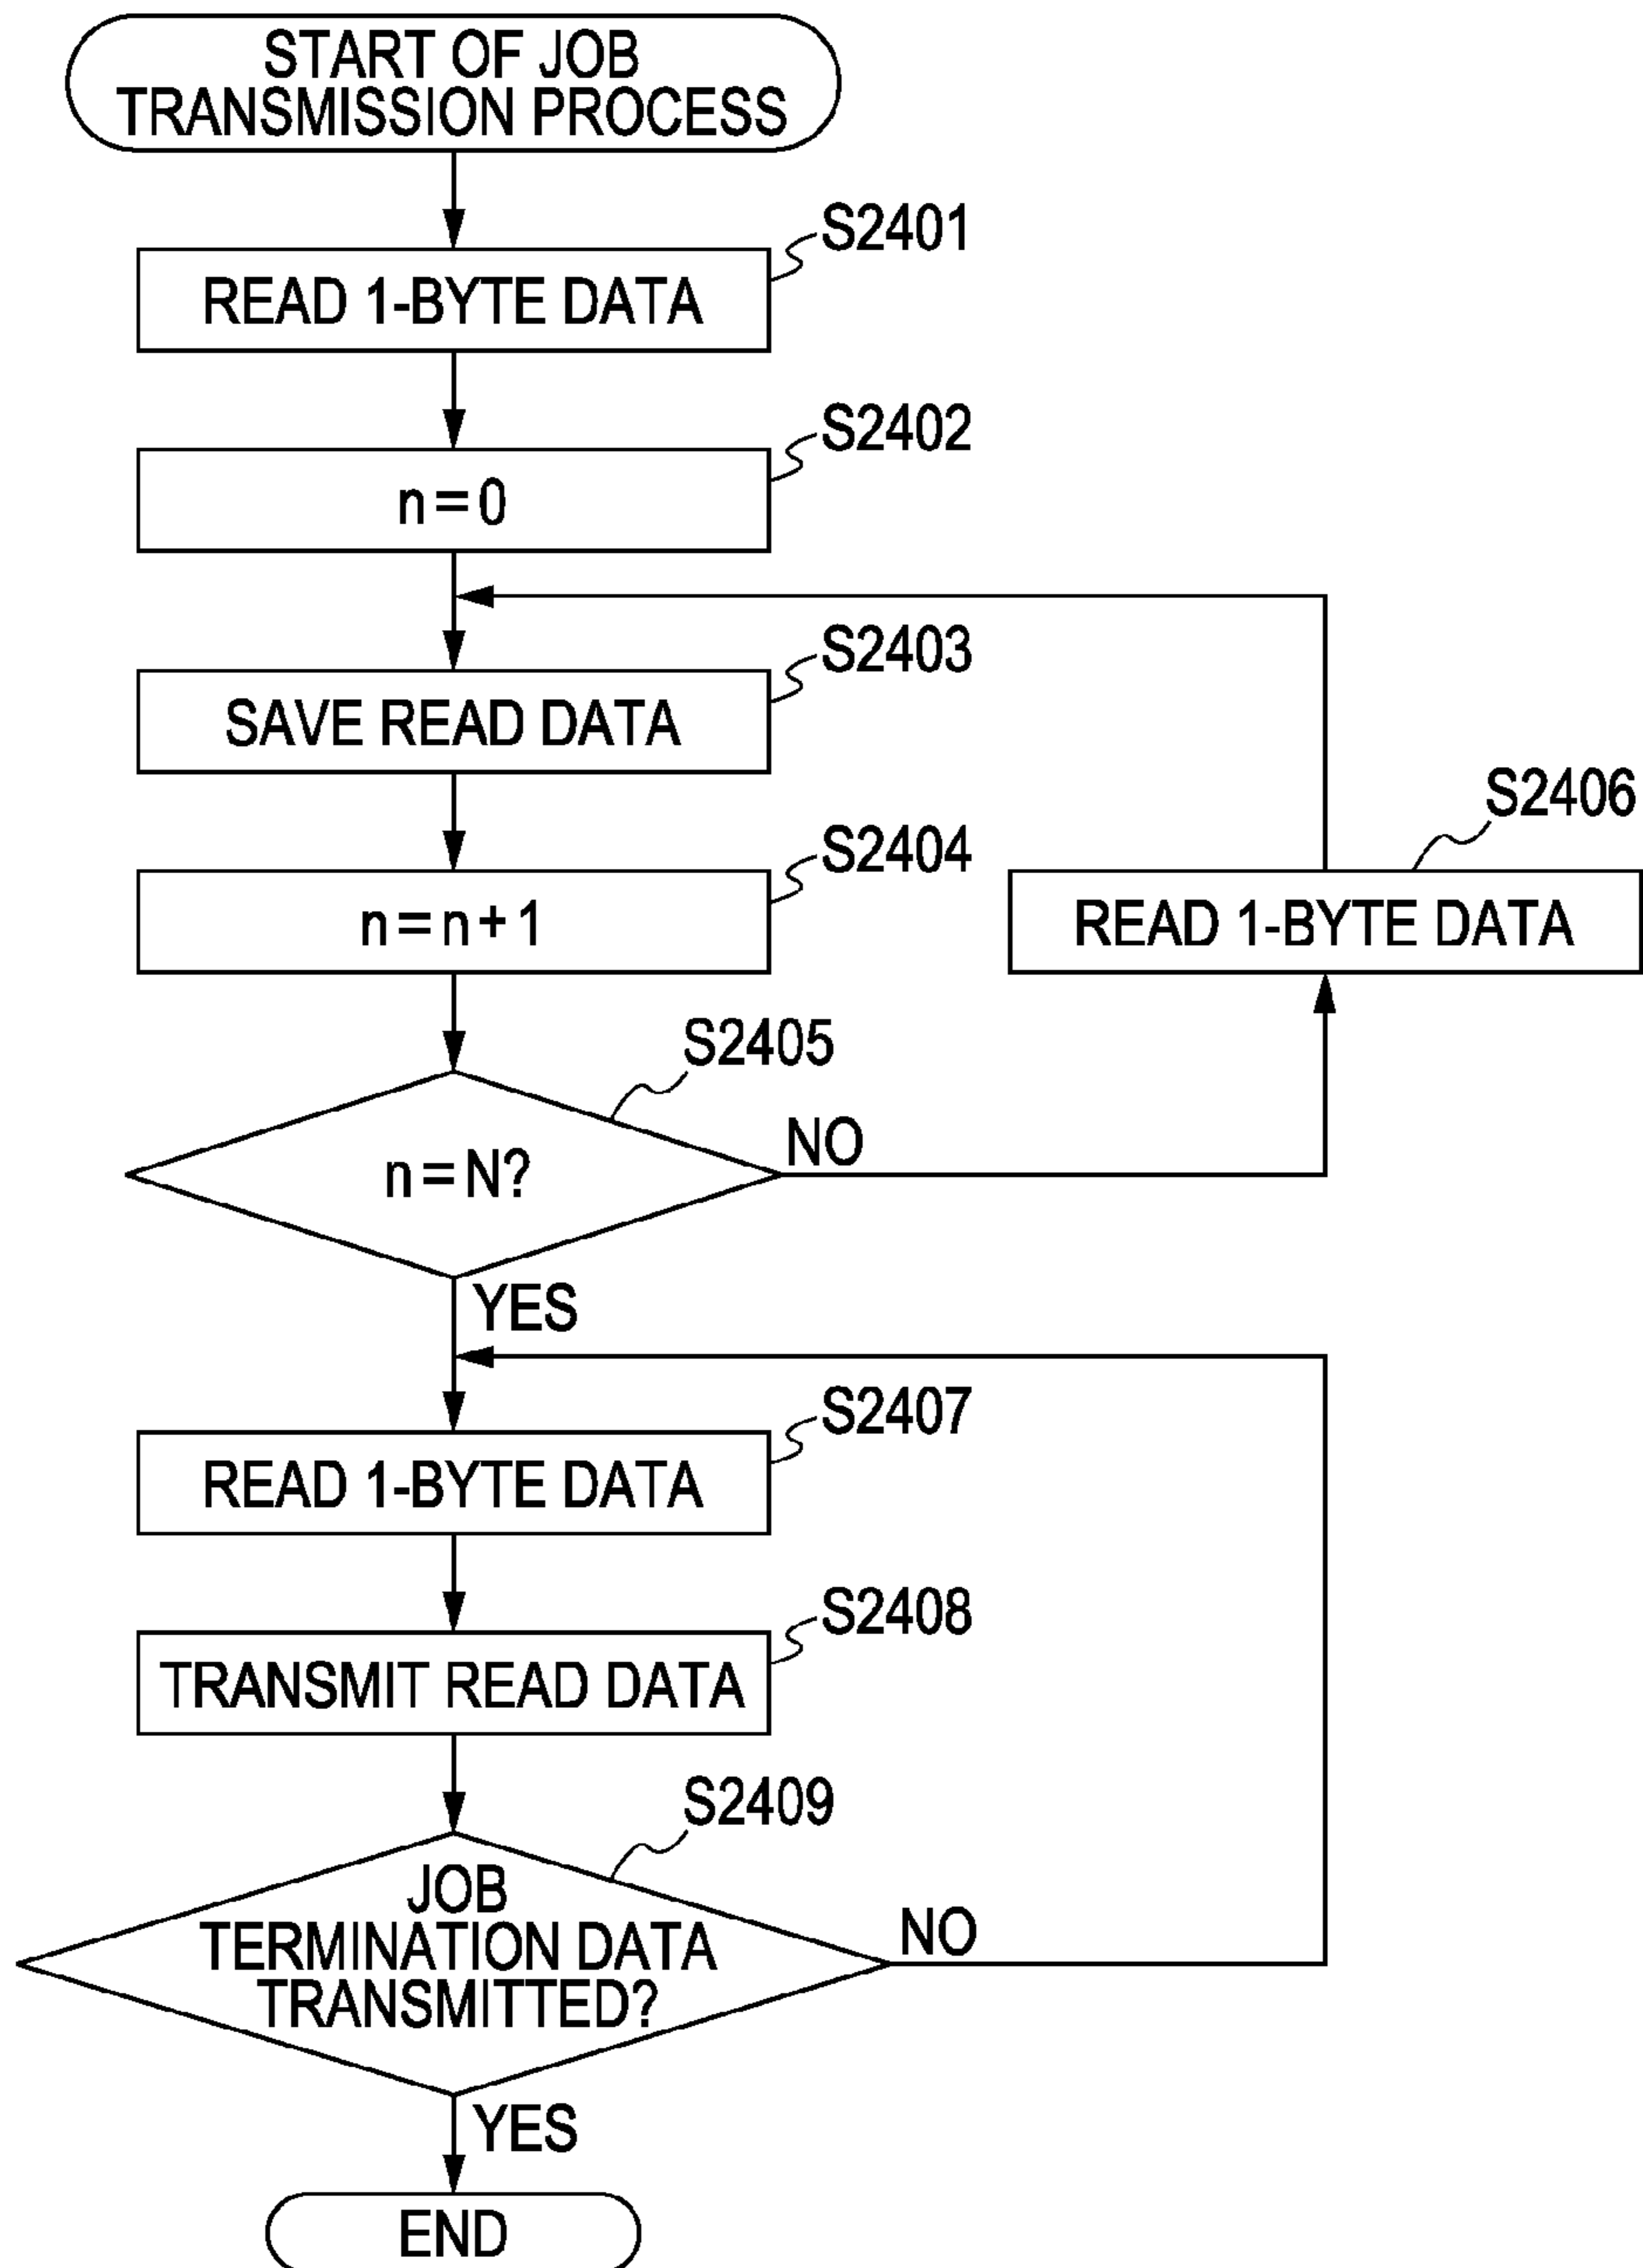 START OF JOB
TRANSMISSION PROCESS
S2401
READ 1-BYTE DATA
S2402
n=0
S2403
SAVE READ DATA
S2404
n=n+1
S2406
READ 1-BYTE DATA
S2405
n=N?
NO
YES
S2407
READ 1-BYTE DATA
S2408
TRANSMIT READ DATA
S2409
JOB
TERMINATION DATA
TRANSMITTED?
NO
YES
END